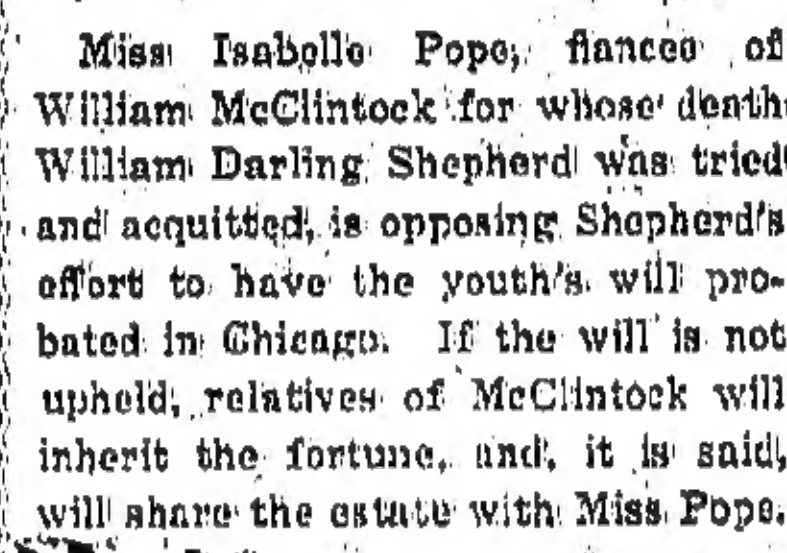 Miss Isabelle Pope, fiancee of
William McClintock for whose death
William Darling Shepherd was tried
and acquitted, is opposing Shepherd's
effort to have the youth's will pro-
bated in Chicago. If the will is not
upheld, relatives of McClintock will
inherit the fortune, and, it is said,
will share the estate with Miss Pope.